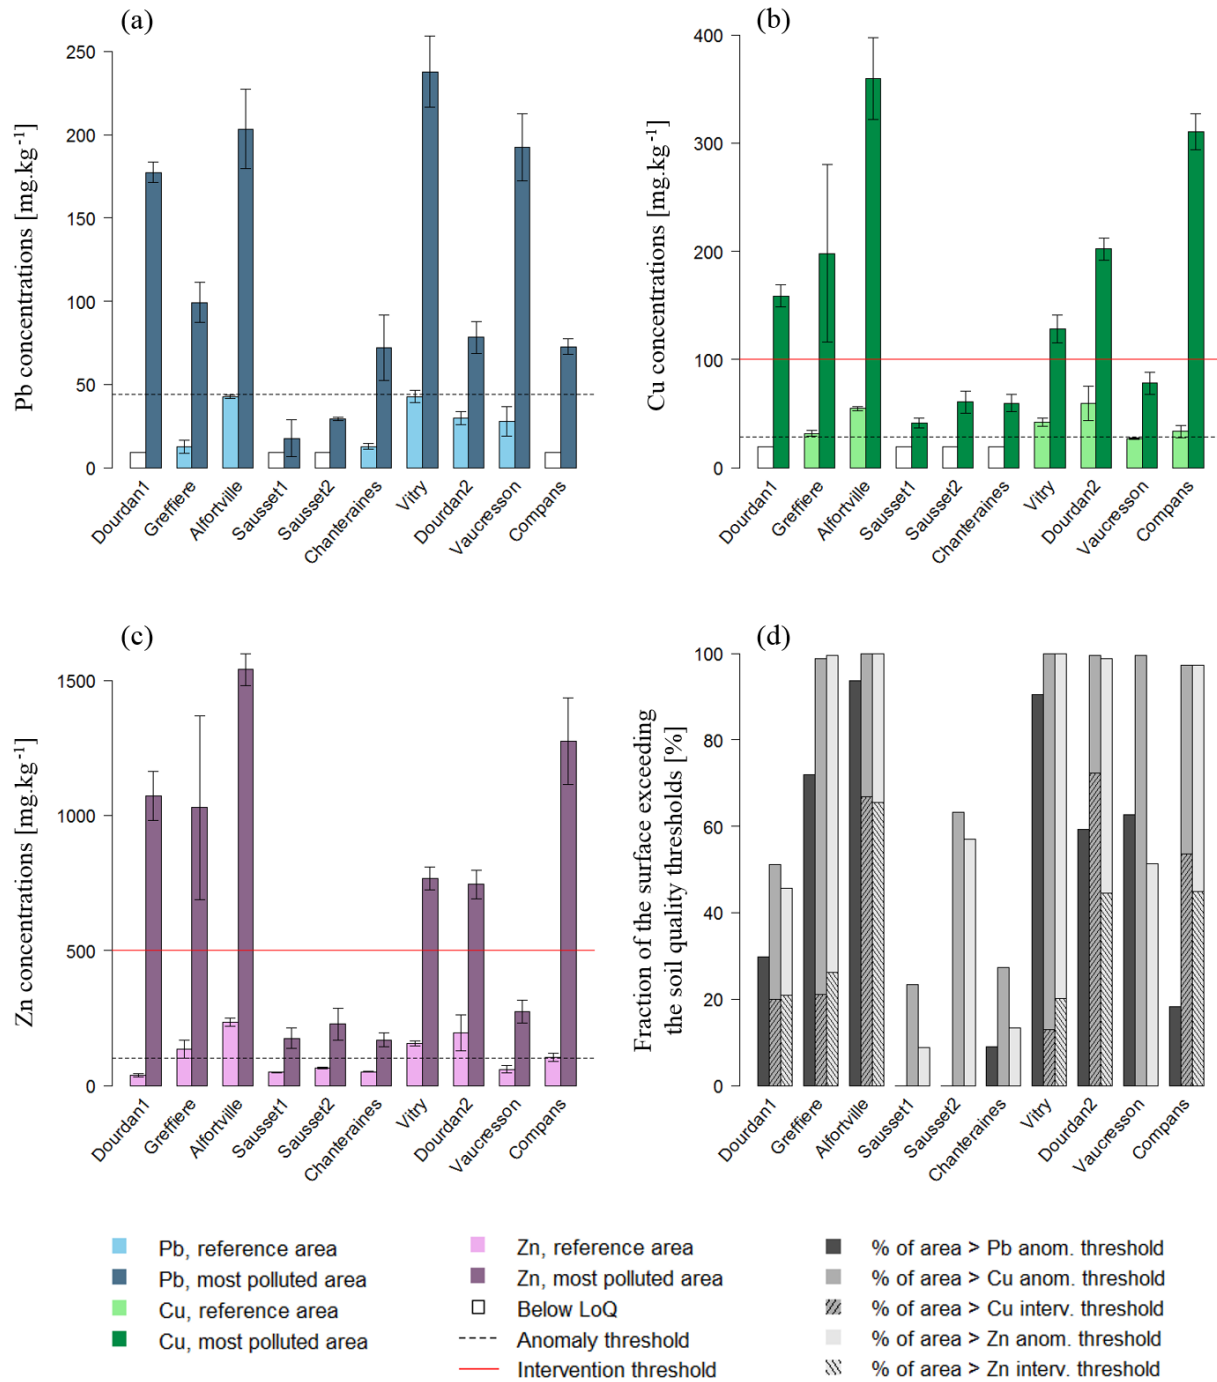 (a)
Pb concentrations [mg.kg⁻¹]
250
200
150
100
50
0
Dourdan1
Greffiere
Alfortville
Sausset1
Sausset2
Chanteraines
Vitry
Dourdan2
Vaucresson
Compans
(b)
Cu concentrations [mg.kg⁻¹]
400
300
200
100
0
Dourdan1
Greffiere
Alfortville
Sausset1
Sausset2
Chanteraines
Vitry
Dourdan2
Vaucresson
Compans
(c)
Zn concentrations [mg.kg⁻¹]
1500
1000
500
0
Dourdan1
Greffiere
Alfortville
Sausset1
Sausset2
Chanteraines
Vitry
Dourdan2
Vaucresson
Compans
(d)
Fraction of the surface exceeding
the soil quality thresholds [%]
100
80
60
40
20
0
Dourdan1
Greffiere
Alfortville
Sausset1
Sausset2
Chanteraines
Vitry
Dourdan2
Vaucresson
Compans
Pb, reference area
Pb, most polluted area
Cu, reference area
Cu, most polluted area
Zn, reference area
Zn, most polluted area
Below LoQ
Anomaly threshold
Intervention threshold
% of area > Pb anom. threshold
% of area > Cu anom. threshold
% of area > Cu interv. threshold
% of area > Zn anom. threshold
% of area > Zn interv. threshold